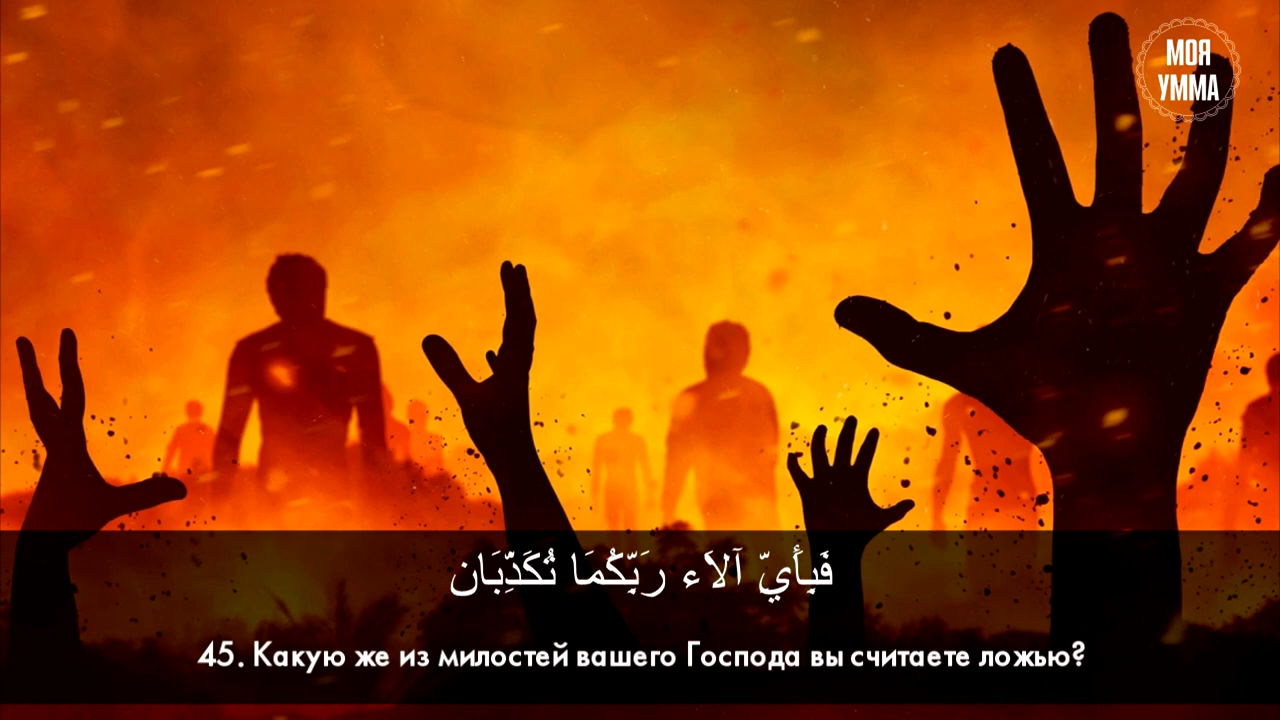 МОЯ
УММА
فَبِأَيِّ آلَاء رَبِّكُمَا تُكَذِّبَان
45. Какую же из милостей вашего Господа вы считаете ложью?